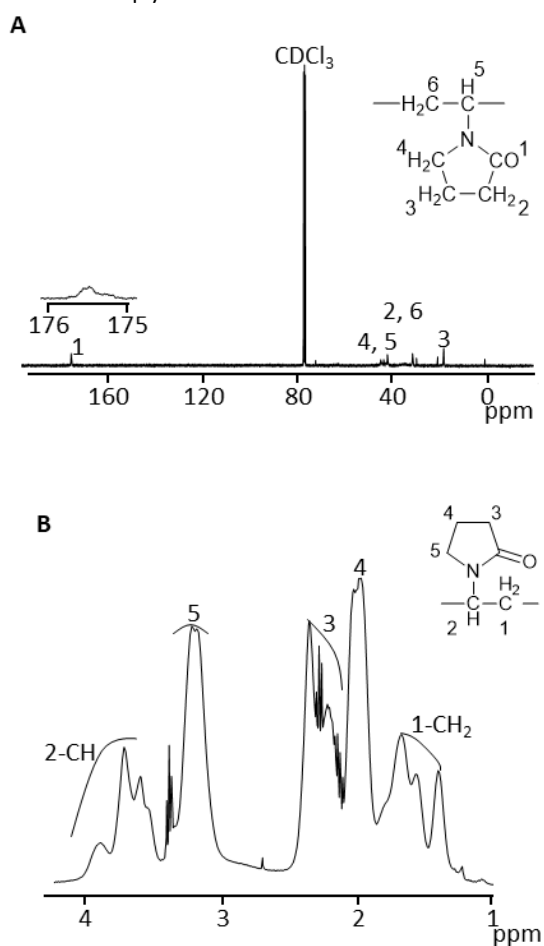 A
CDCl3
5
6 H
—H2C—C—
N
4 H2C CO 1
H2C—CH2
3 2
176 175
1
2, 6
4, 5 3
160 120 80 40 0
ppm
B
4 3
5
O
N
H2
—C—C—
2 H 1
4
5
3
2-CH
1-CH2
4 3 2 1
ppm